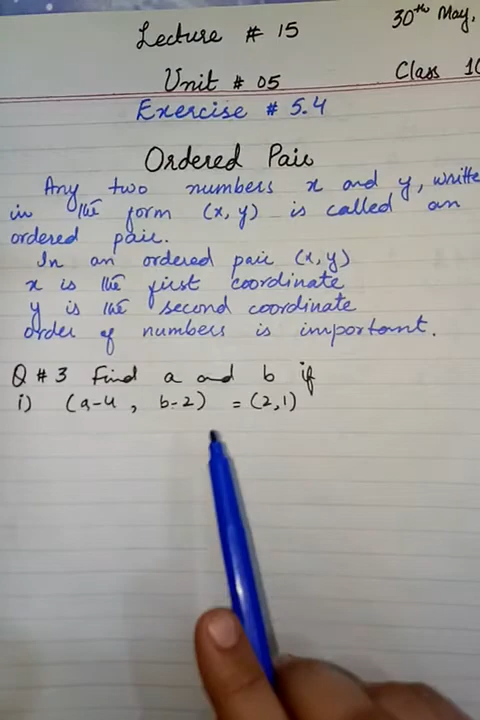 Lecture # 15
30th May,
Unit # 05
Class 10
Exercise # 5.4
Ordered Pair
Any two numbers x and y, writte
in the form (x, y) is called an
ordered pair.
In an ordered pair (x, y)
x is the first coordinate
y is the second coordinate
order of numbers is important.
Q # 3 Find a and b if
i) (a-4, b-2) = (2,1)